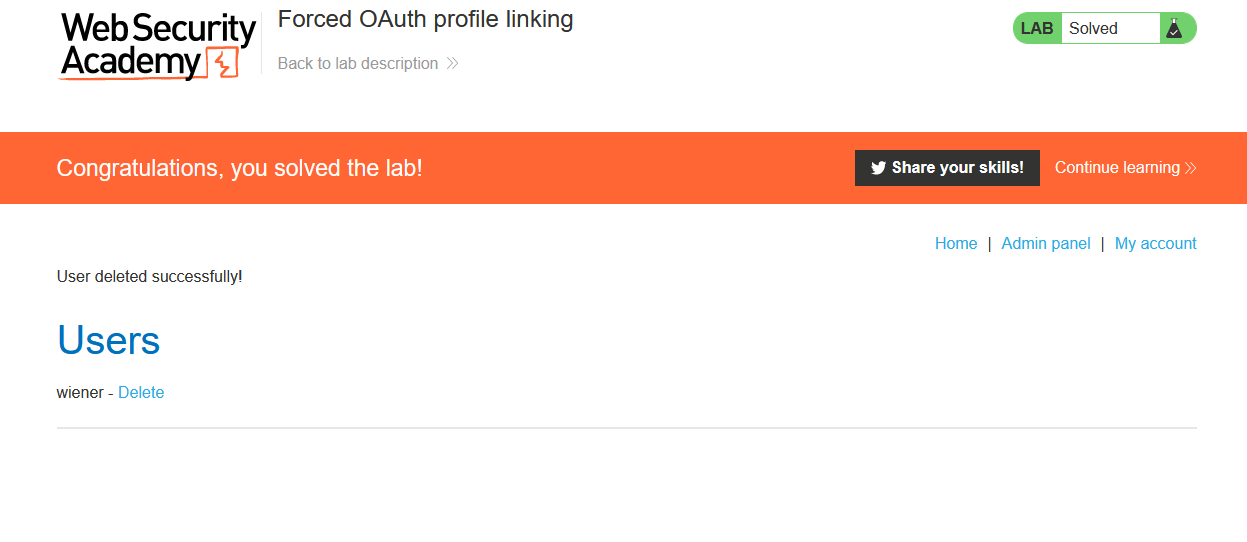 Web Security
Academy
Forced OAuth profile linking
Back to lab description
LAB Solved
Congratulations, you solved the lab!
Share your skills!
Continue learning
Home | Admin panel | My account
User deleted successfully!
Users
wiener - Delete